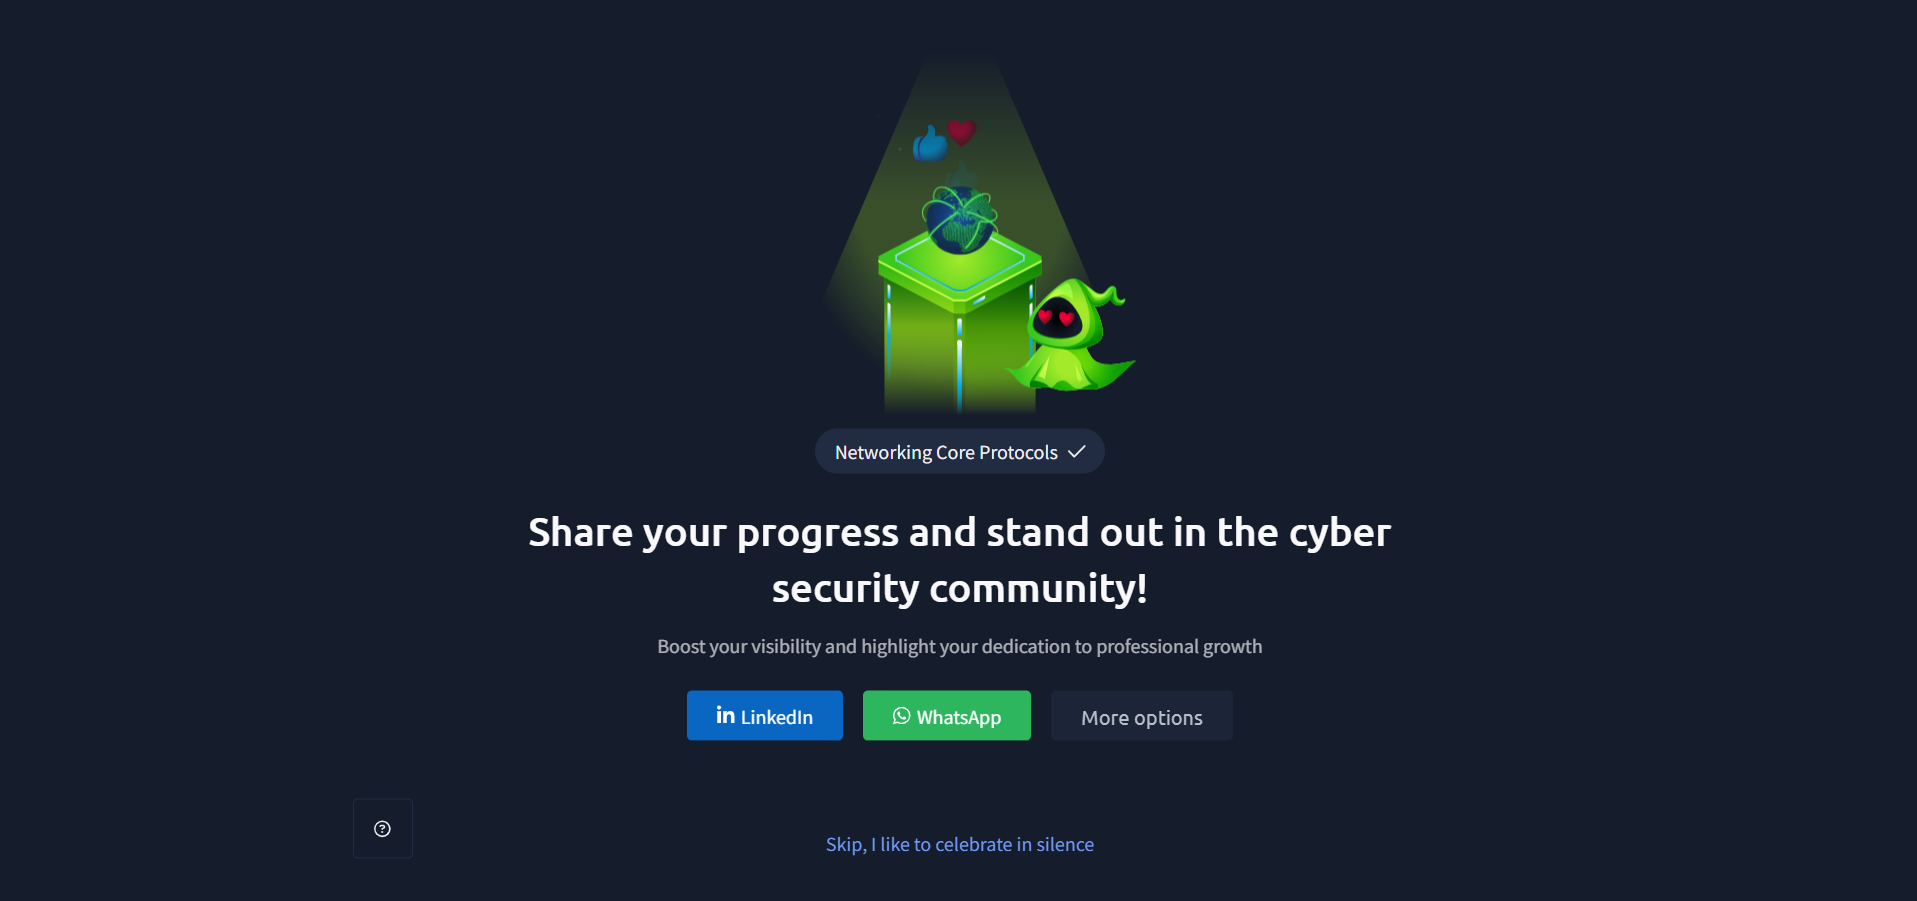 Networking Core Protocols
Share your progress and stand out in the cyber
security community!
Boost your visibility and highlight your dedication to professional growth
in LinkedIn
WhatsApp
More options
?
Skip, I like to celebrate in silence